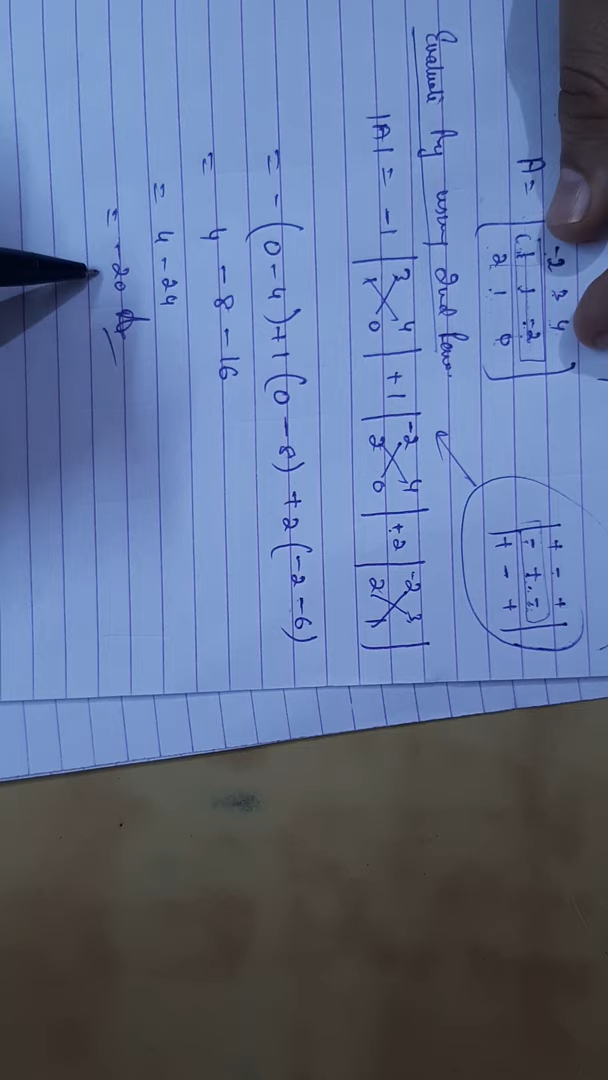 -2 3 4
A = [ 1 1 -2 ]
2 1 0
+ - +
- + -
+ - +
Evaluate by using 2nd row.
|A| = -1 | 3 4 | + 1 | -2 4 | + 2 | -2 3 |
1 0 2 0 2 1
= - (0 - 4) + 1 (0 - 8) + 2 (-2 - 6)
= 4 - 8 - 16
= 4 - 24
= -20